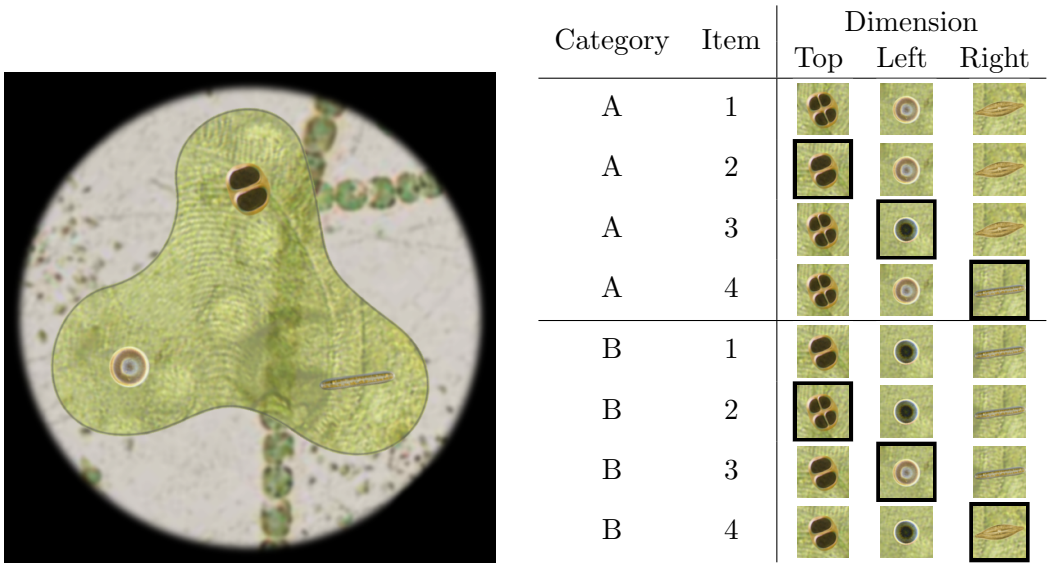 Dimension
Category Item Top Left Right
A 1
A 2
A 3
A 4
B 1
B 2
B 3
B 4